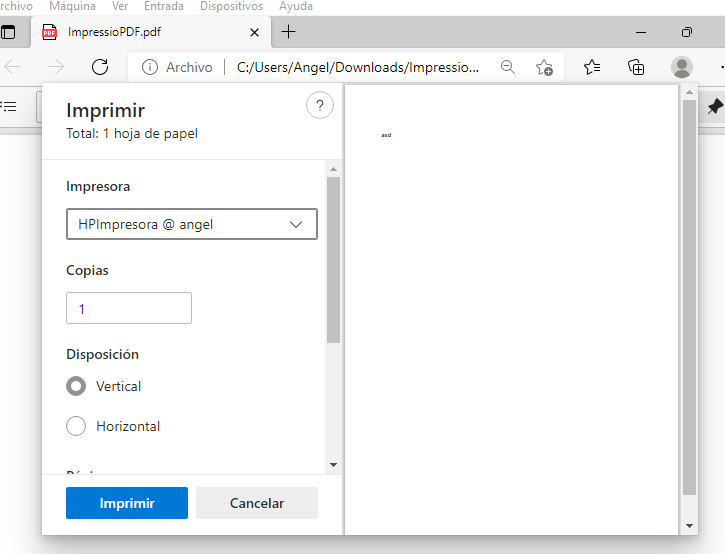 rchivo Máquina Ver Entrada Dispositivos Ayuda
PDF ImpressioPDF.pdf
Archivo C:/Users/Angel/Downloads/Impressio...
Imprimir ?
Total: 1 hoja de papel
asd
Impresora
HPImpresora @ angel
Copias
1
Disposición
Vertical
Horizontal
Imprimir Cancelar